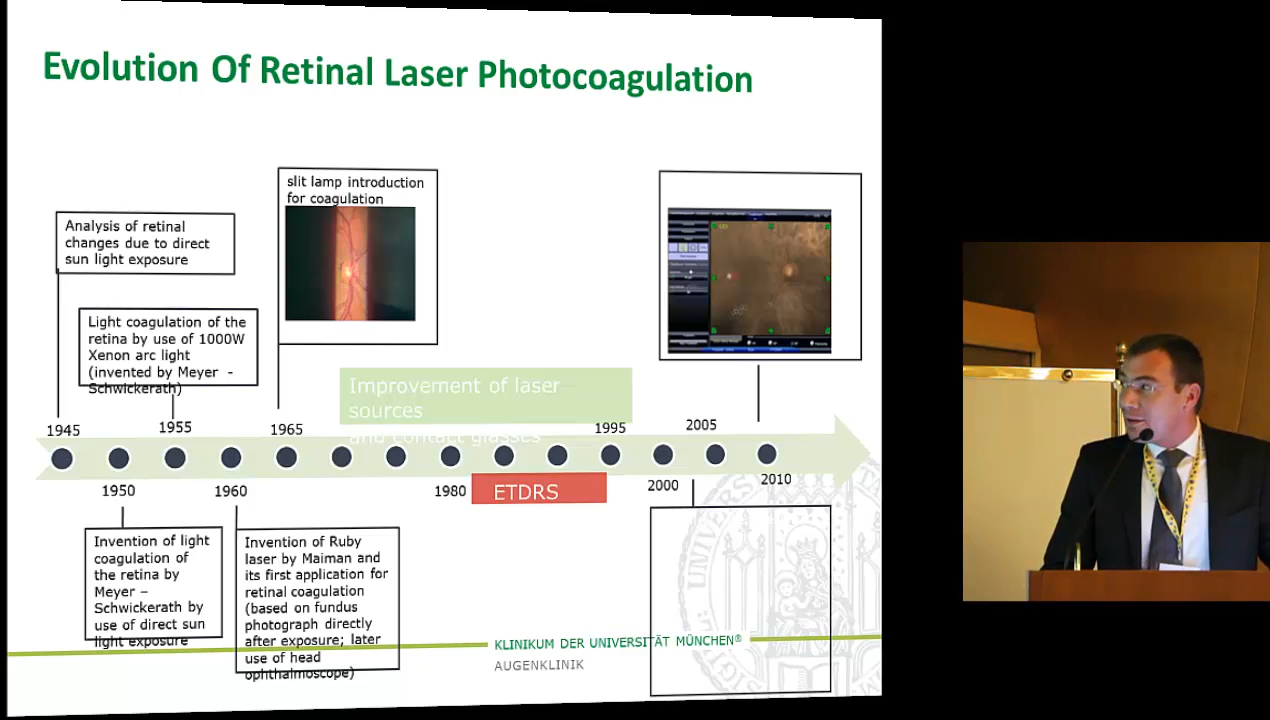 Evolution Of Retinal Laser Photocoagulation
slit lamp introduction
for coagulation
Analysis of retinal
changes due to direct
sun light exposure
Light coagulation of the
retina by use of 1000W
Xenon arc light
(invented by Meyer -
Schwickerath)
Improvement of laser
sources
and contact glasses
1945
1955
1965
1995
2005
1950
1960
1980
ETDRS
2000
2010
Invention of light
coagulation of
the retina by
Meyer –
Schwickerath by
use of direct sun
light exposure
Invention of Ruby
laser by Maiman and
its first application for
retinal coagulation
(based on fundus
photograph directly
after exposure; later
use of head
ophthalmoscope)
KLINIKUM DER UNIVERSITÄT MÜNCHEN®
AUGENKLINIK